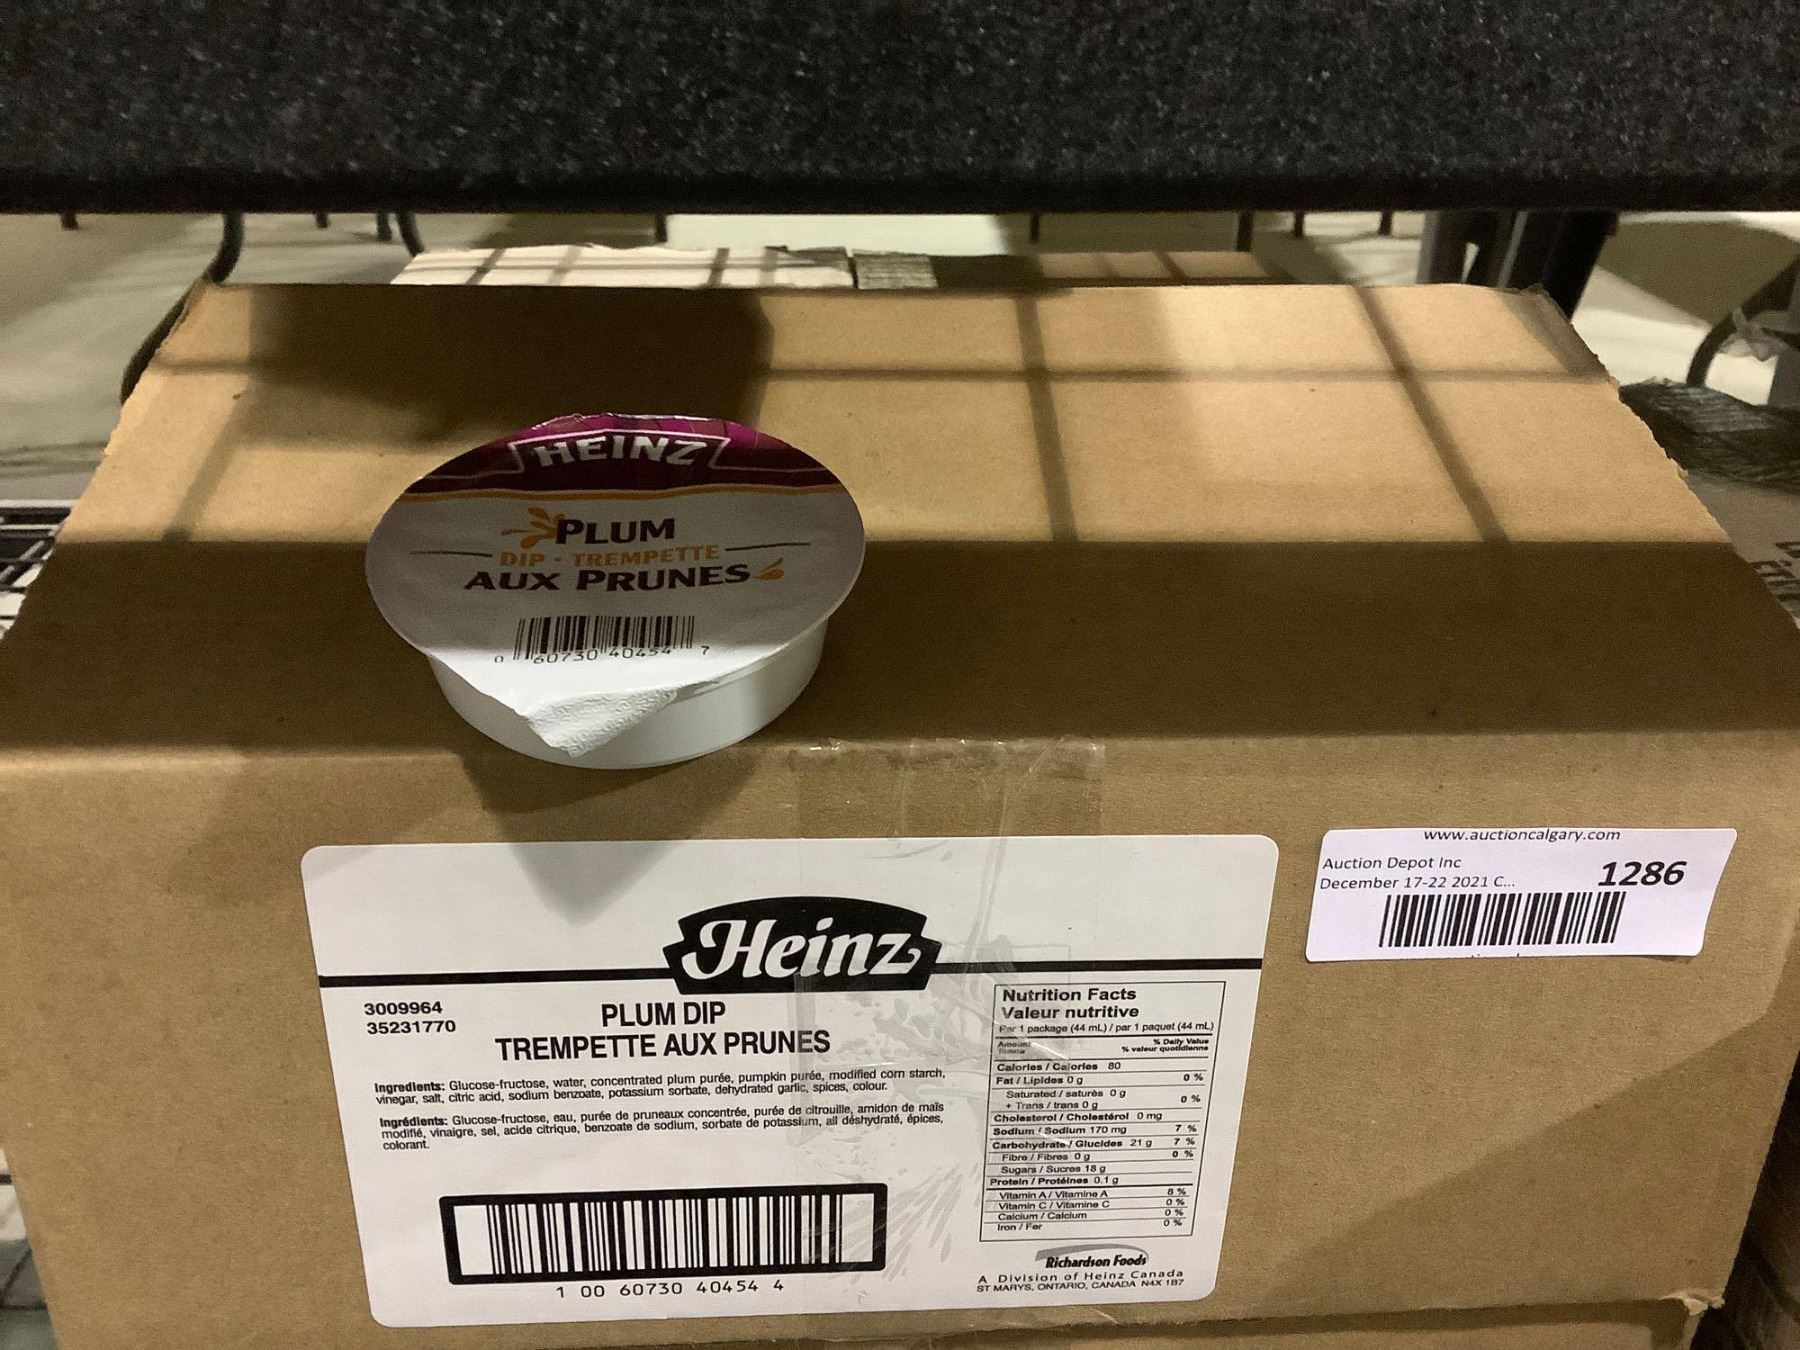 HEINZ
PLUM
DIP - TREMPETTE
AUX PRUNES
0 60730 40454 7
www.auctioncalgary.com
Auction Depot Inc
December 17-22 2021 C...
1286
Heinz
3009964
35231770
PLUM DIP
TREMPETTE AUX PRUNES
Ingredients: Glucose-fructose, water, concentrated plum purée, pumpkin purée, modified corn starch,
vinegar, salt, citric acid, sodium benzoate, potassium sorbate, dehydrated garlic, spices, colour.
Ingrédients: Glucose-fructose, eau, purée de pruneaux concentrée, purée de citrouille, amidon de maïs
modifié, vinaigre, sel, acide citrique, benzoate de sodium, sorbate de potassium, ail déshydraté, épices,
colorant.
1 00 60730 40454 4
Nutrition Facts
Valeur nutritive
Per 1 package (44 mL) / par 1 paquet (44 mL)
Amount % Daily Value
Teneur % valeur quotidienne
Calories / Calories 80
Fat / Lipides 0 g 0 %
Saturated / saturés 0 g
+ Trans / trans 0 g 0 %
Cholesterol / Cholestérol 0 mg
Sodium / Sodium 170 mg 7 %
Carbohydrate / Glucides 21 g 7 %
Fibre / Fibres 0 g 0 %
Sugars / Sucres 18 g
Protein / Protéines 0.1 g
Vitamin A / Vitamine A 8 %
Vitamin C / Vitamine C 0 %
Calcium / Calcium 0 %
Iron / Fer 0 %
Richardson Foods
A Division of Heinz Canada
ST MARYS, ONTARIO, CANADA N4X 1B7